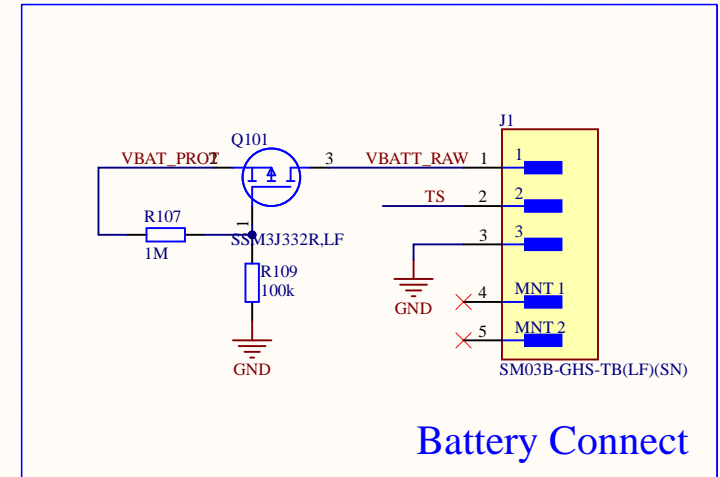 J1
Q101
VBAT_PROT 2
3 VBATT_RAW 1 1
TS 2 2
R107
1M
1
SSM3J332R,LF
3 3
R109
100k
GND
4 MNT 1
5 MNT 2
GND
SM03B-GHS-TB(LF)(SN)
Battery Connect